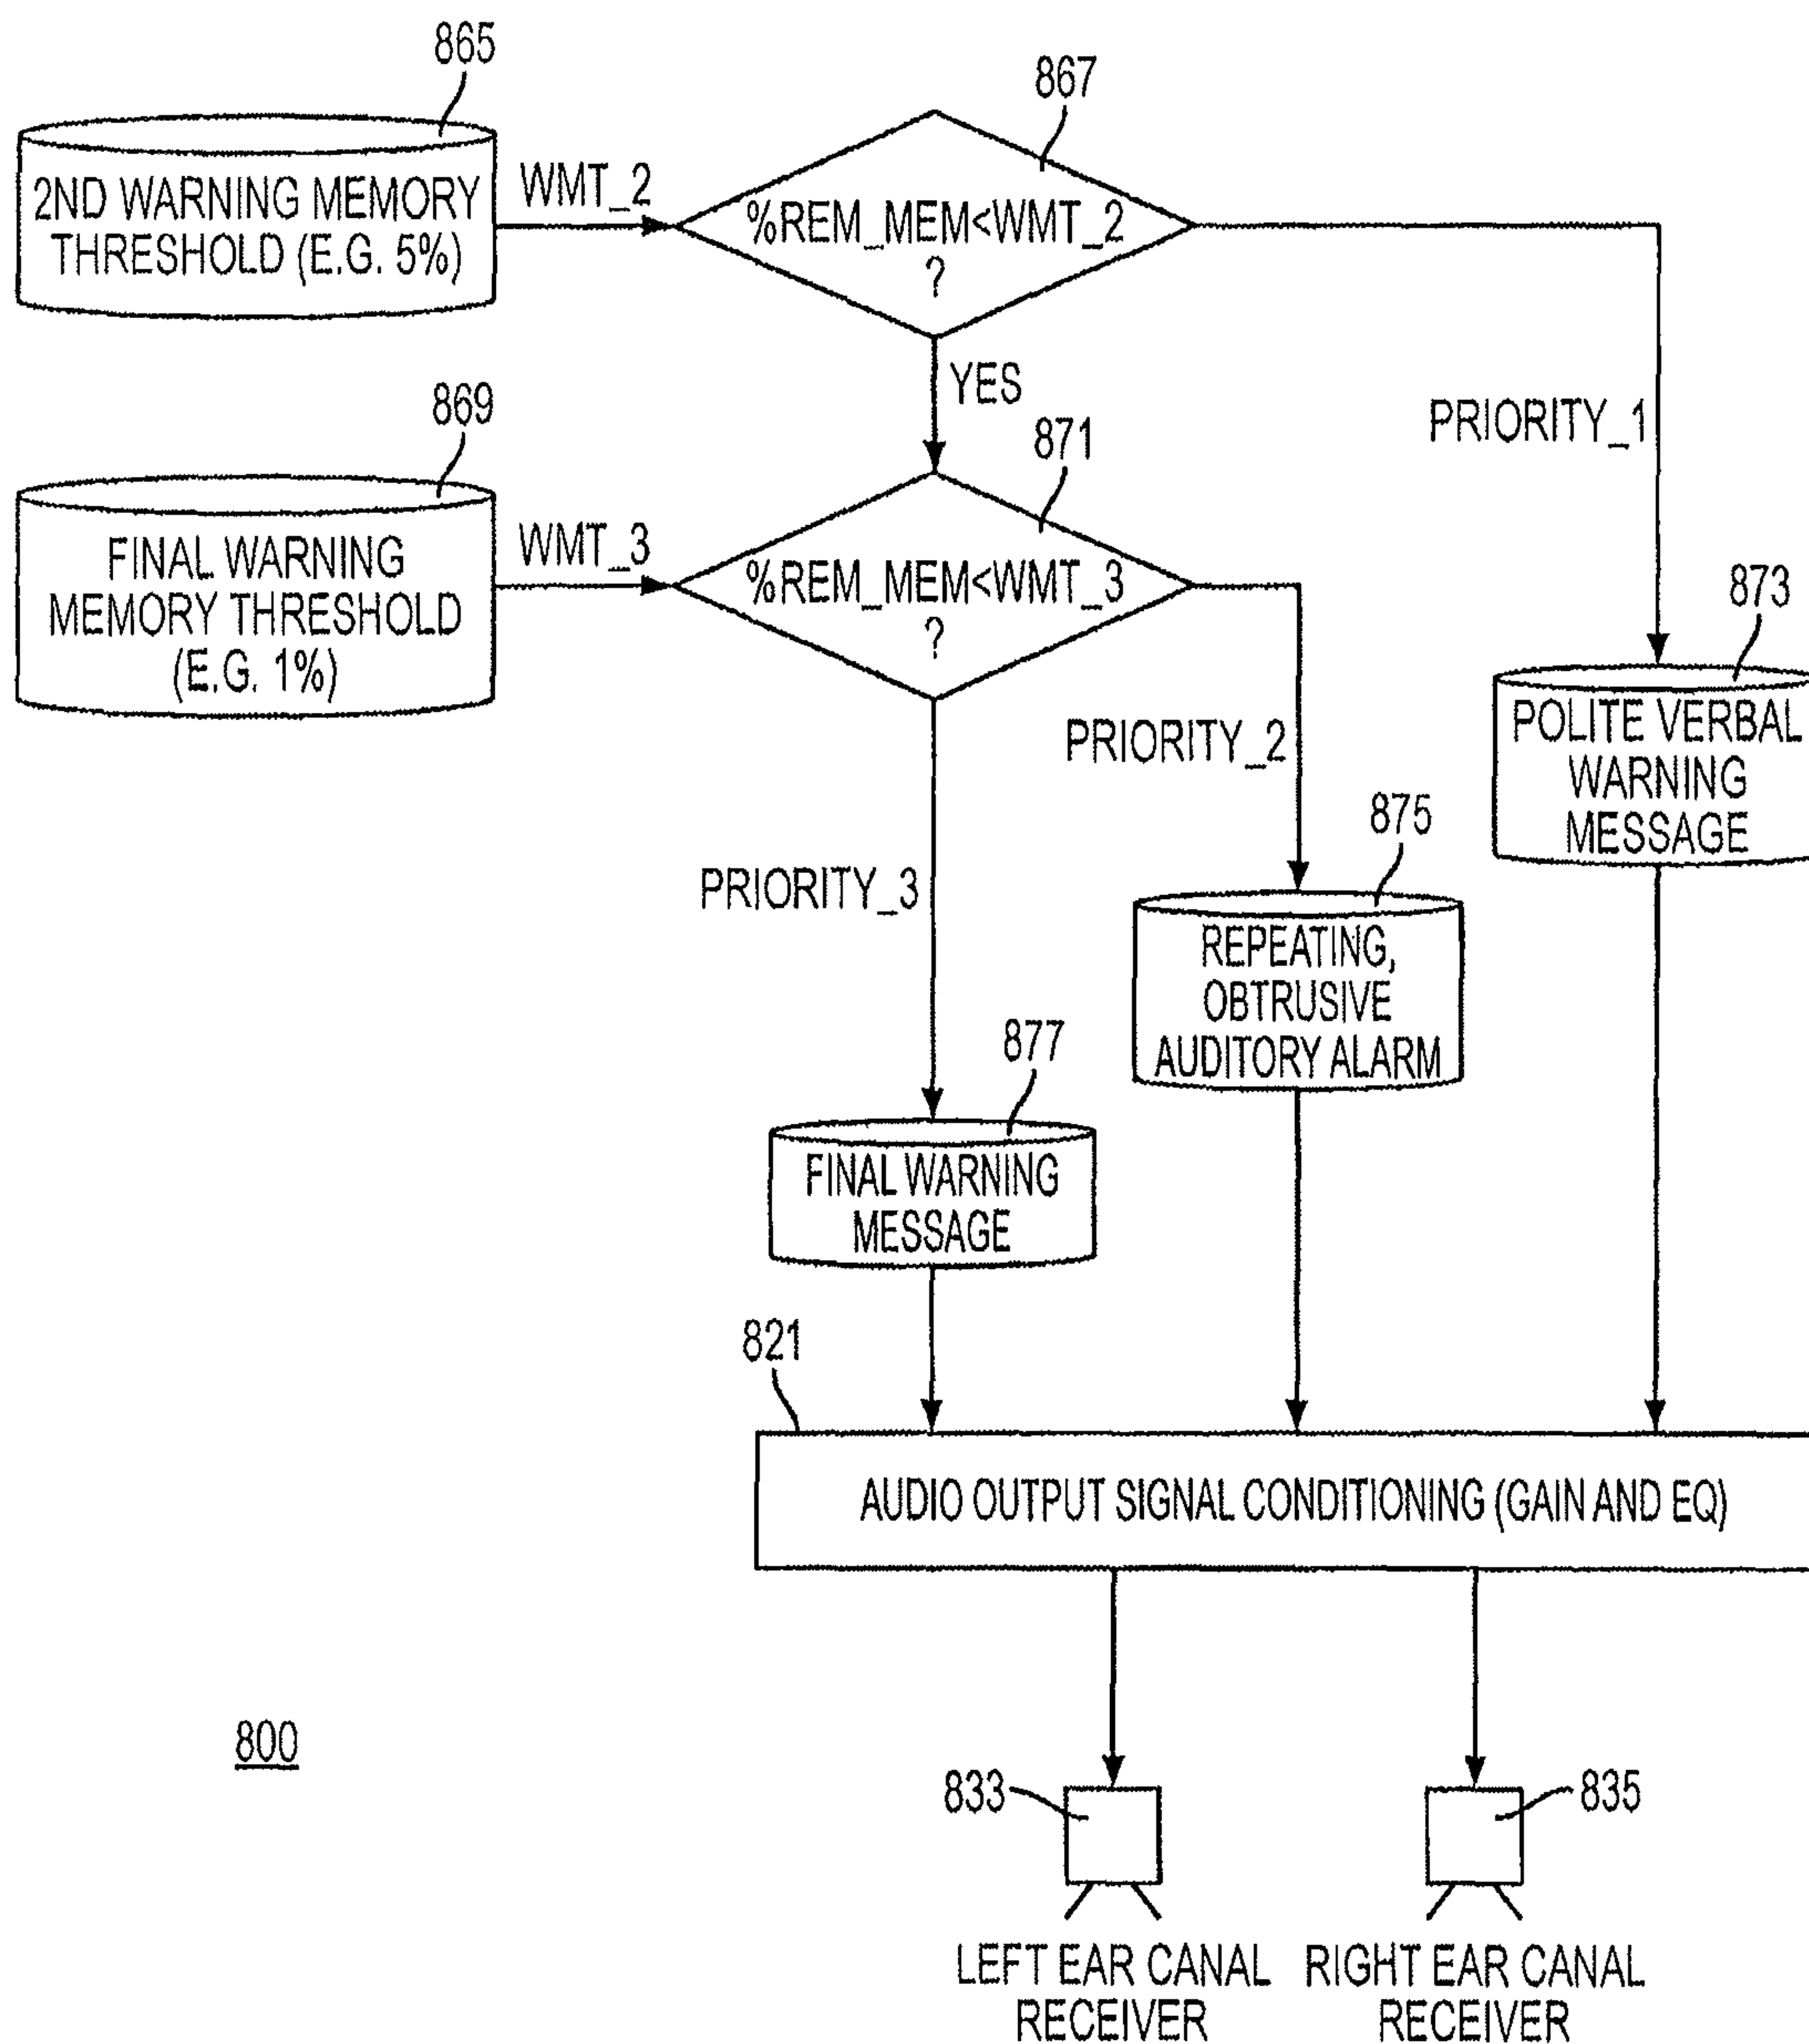 865
867
2ND WARNING MEMORY
THRESHOLD (E.G. 5%)
WMT_2
%REM_MEM<WMT_2
?
YES
PRIORITY_1
869
871
FINAL WARNING
MEMORY THRESHOLD
(E.G. 1%)
WMT_3
%REM_MEM<WMT_3
?
873
POLITE VERBAL
WARNING
MESSAGE
PRIORITY_2
875
PRIORITY_3
REPEATING,
OBTRUSIVE
AUDITORY ALARM
877
FINAL WARNING
MESSAGE
821
AUDIO OUTPUT SIGNAL CONDITIONING (GAIN AND EQ)
800
833
835
LEFT EAR CANAL
RECEIVER
RIGHT EAR CANAL
RECEIVER